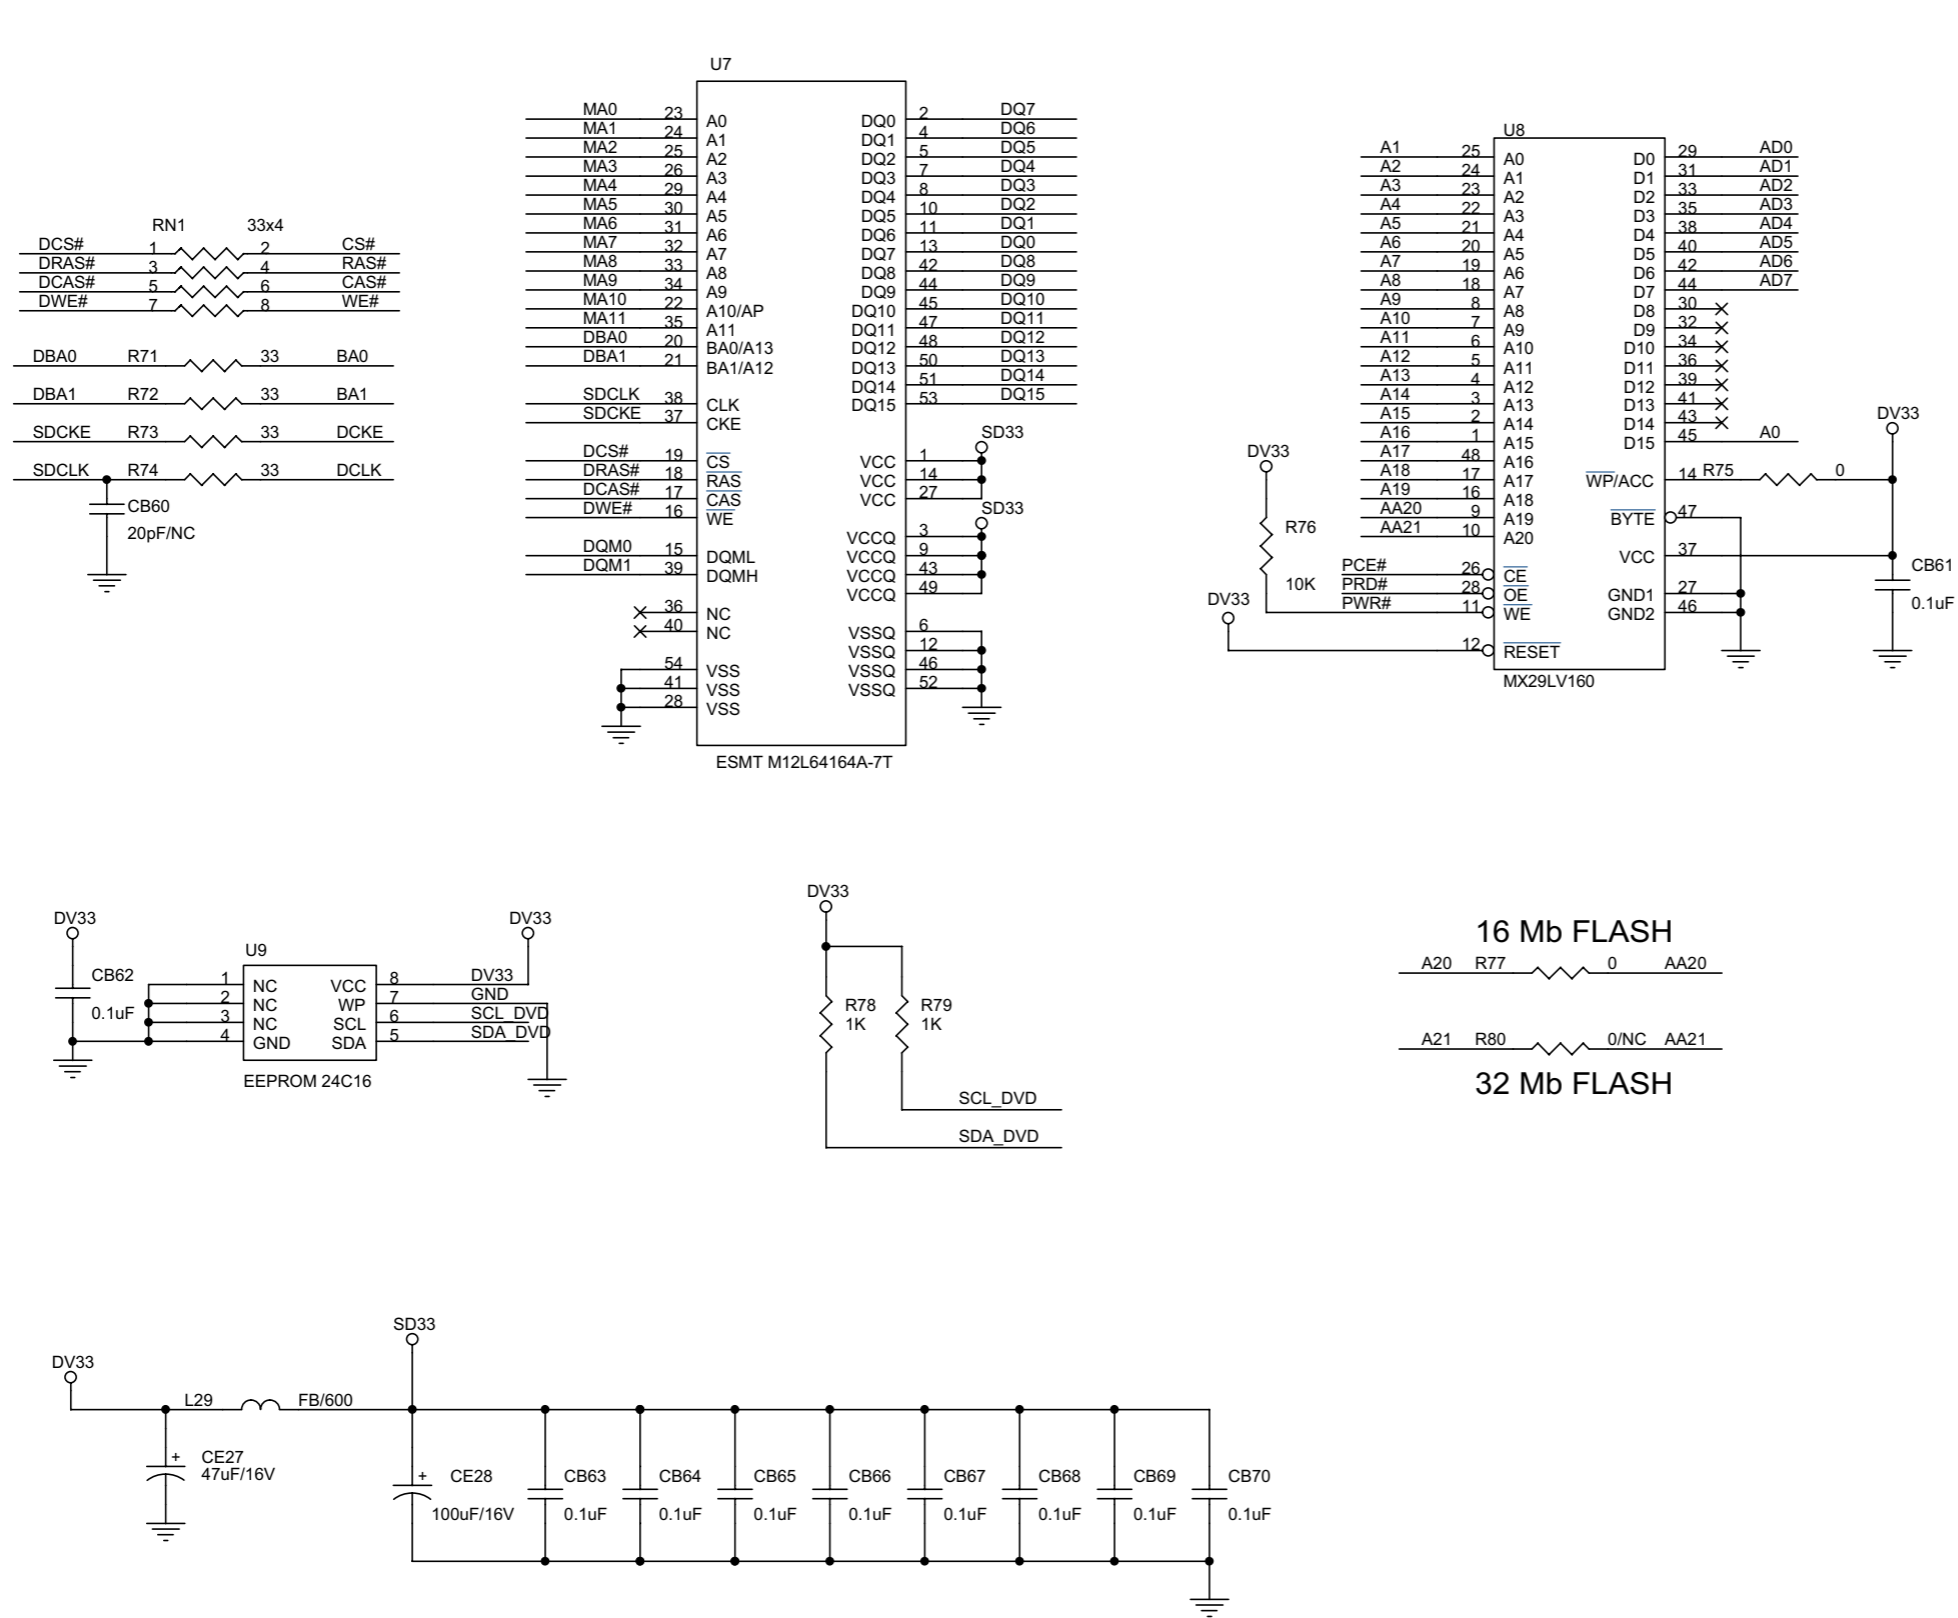 U7
MA0 23 A0 DQ0 2 DQ7
MA1 24 A1 DQ1 4 DQ6
MA2 25 A2 DQ2 5 DQ5
MA3 26 A3 DQ3 7 DQ4
MA4 29 A4 DQ4 8 DQ3
MA5 30 A5 DQ5 10 DQ2
MA6 31 A6 DQ6 11 DQ1
MA7 32 A7 DQ7 13 DQ0
MA8 33 A8 DQ8 42 DQ8
MA9 34 A9 DQ9 44 DQ9
MA10 22 A10/AP DQ10 45 DQ10
MA11 35 A11 DQ11 47 DQ11
DBA0 20 BA0/A13 DQ12 48 DQ12
DBA1 21 BA1/A12 DQ13 50 DQ13
DQ14 51 DQ14
SDCLK 38 CLK DQ15 53 DQ15
SDCKE 37 CKE
SD33
DCS# 19 CS VCC 1
DRAS# 18 RAS VCC 14
DCAS# 17 CAS VCC 27
DWE# 16 WE
SD33
VCCQ 3
DQM0 15 DQML VCCQ 9
DQM1 39 DQMH VCCQ 43
VCCQ 49
36 NC
40 NC VSSQ 6
VSSQ 12
54 VSS VSSQ 46
41 VSS VSSQ 52
28 VSS
ESMT M12L64164A-7T
RN1 33x4
DCS# 1 2 CS#
DRAS# 3 4 RAS#
DCAS# 5 6 CAS#
DWE# 7 8 WE#
DBA0 R71 33 BA0
DBA1 R72 33 BA1
SDCKE R73 33 DCKE
SDCLK R74 33 DCLK
CB60
20pF/NC
U8
A1 25 A0 D0 29 AD0
A2 24 A1 D1 31 AD1
A3 23 A2 D2 33 AD2
A4 22 A3 D3 35 AD3
A5 21 A4 D4 38 AD4
A6 20 A5 D5 40 AD5
A7 19 A6 D6 42 AD6
A8 18 A7 D7 44 AD7
A9 8 A8 D8 30
A10 7 A9 D9 32
A11 6 A10 D10 34
A12 5 A11 D11 36
A13 4 A12 D12 39
A14 3 A13 D13 41
A15 2 A14 D14 43
A16 1 A15 D15 45 A0
A17 48 A16
A18 17 A17 WP/ACC 14 R75 0
A19 16 A18
AA20 9 A19 BYTE 47
AA21 10 A20
VCC 37
PCE# 26 CE
PRD# 28 OE GND1 27
PWR# 11 WE GND2 46
12 RESET
MX29LV160
DV33
R76
10K
DV33
DV33
CB61
0.1uF
DV33
CB62
0.1uF
U9
DV33
1 NC VCC 8 DV33
2 NC WP 7 GND
3 NC SCL 6 SCL_DVD
4 GND SDA 5 SDA_DVD
EEPROM 24C16
DV33
R78 R79
1K 1K
SCL_DVD
SDA_DVD
16 Mb FLASH
A20 R77 0 AA20
A21 R80 0/NC AA21
32 Mb FLASH
SD33
DV33
L29 FB/600
CE27
47uF/16V
CE28 CB63 CB64 CB65 CB66 CB67 CB68 CB69 CB70
100uF/16V 0.1uF 0.1uF 0.1uF 0.1uF 0.1uF 0.1uF 0.1uF 0.1uF